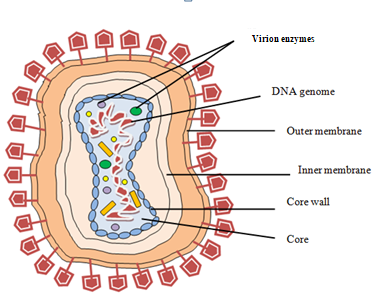 Virion enzymes
DNA genome
Outer membrane
Inner membrane
Core wall
Core